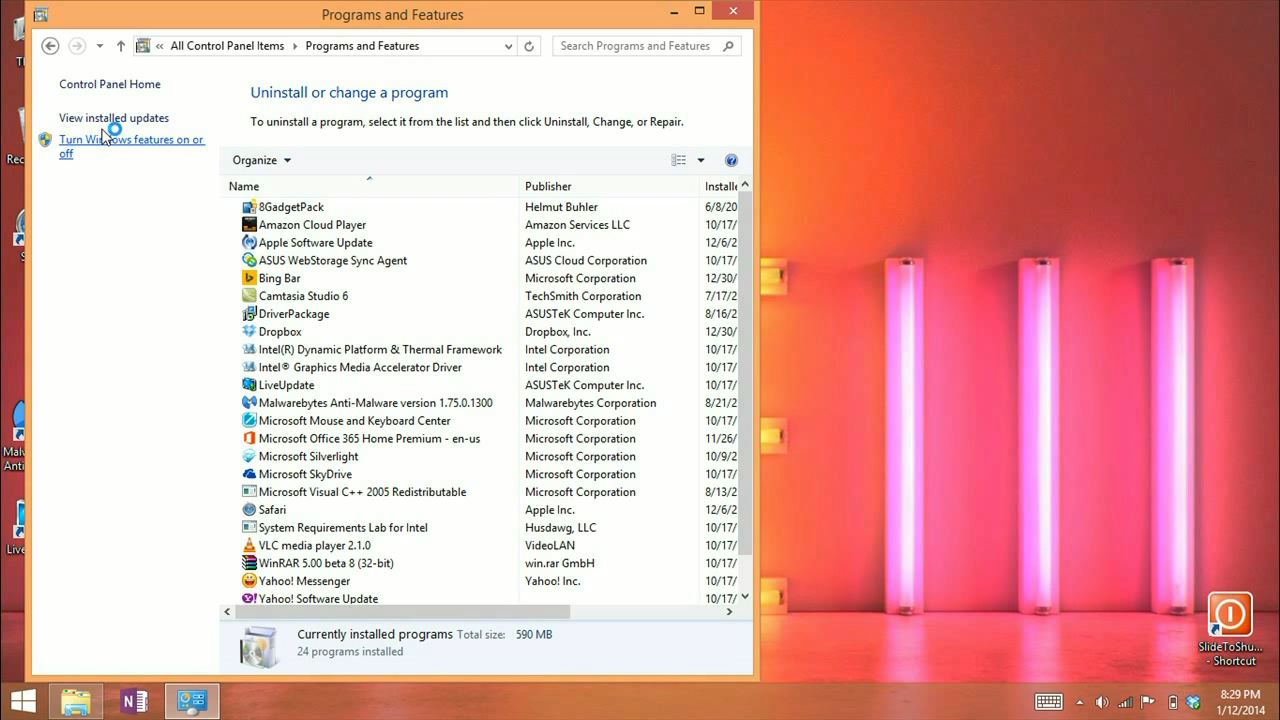 Programs and Features
« All Control Panel Items Programs and Features
Search Programs and Features
Control Panel Home
View installed updates
Turn Windows features on or
off
Uninstall or change a program
To uninstall a program, select it from the list and then click Uninstall, Change, or Repair.
Organize
Name Publisher Installe
8GadgetPack Helmut Buhler 6/8/20
Amazon Cloud Player Amazon Services LLC 10/17/
Apple Software Update Apple Inc. 12/6/2
ASUS WebStorage Sync Agent ASUS Cloud Corporation 10/17/
Bing Bar Microsoft Corporation 12/30/
Camtasia Studio 6 TechSmith Corporation 7/17/2
DriverPackage ASUSTeK Computer Inc. 8/16/2
Dropbox Dropbox, Inc. 12/30/
Intel(R) Dynamic Platform & Thermal Framework Intel Corporation 10/17/
Intel® Graphics Media Accelerator Driver Intel Corporation 10/17/
LiveUpdate ASUSTeK Computer Inc. 10/17/
Malwarebytes Anti-Malware version 1.75.0.1300 Malwarebytes Corporation 8/21/2
Microsoft Mouse and Keyboard Center Microsoft Corporation 10/17/
Microsoft Office 365 Home Premium - en-us Microsoft Corporation 11/26/
Microsoft Silverlight Microsoft Corporation 10/9/2
Microsoft SkyDrive Microsoft Corporation 10/17/
Microsoft Visual C++ 2005 Redistributable Microsoft Corporation 8/13/2
Safari Apple Inc. 12/6/2
System Requirements Lab for Intel Husdawg, LLC 10/17/
VLC media player 2.1.0 VideoLAN 10/17/
WinRAR 5.00 beta 8 (32-bit) win.rar GmbH 10/17/
Yahoo! Messenger Yahoo! Inc. 10/17/
Yahoo! Software Update 10/17/
Currently installed programs Total size: 590 MB
24 programs installed
Th
Rec
S
Mal
Anti
Live
SlideToShu...
- Shortcut
8:29 PM
1/12/2014